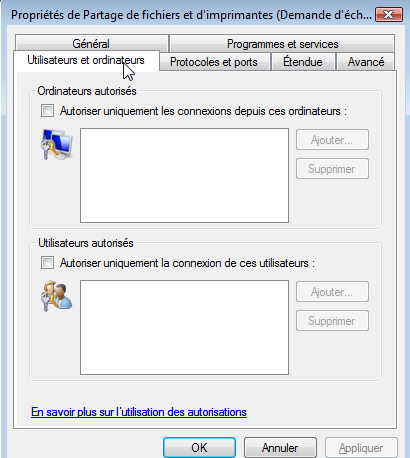 Propriétés de Partage de fichiers et d'imprimantes (Demande d'éch...
Général
Programmes et services
Utilisateurs et ordinateurs
Protocoles et ports
Étendue
Avancé
Ordinateurs autorisés
Autoriser uniquement les connexions depuis ces ordinateurs :
Ajouter...
Supprimer
Utilisateurs autorisés
Autoriser uniquement la connexion de ces utilisateurs :
Ajouter...
Supprimer
En savoir plus sur l'utilisation des autorisations
OK
Annuler
Appliquer